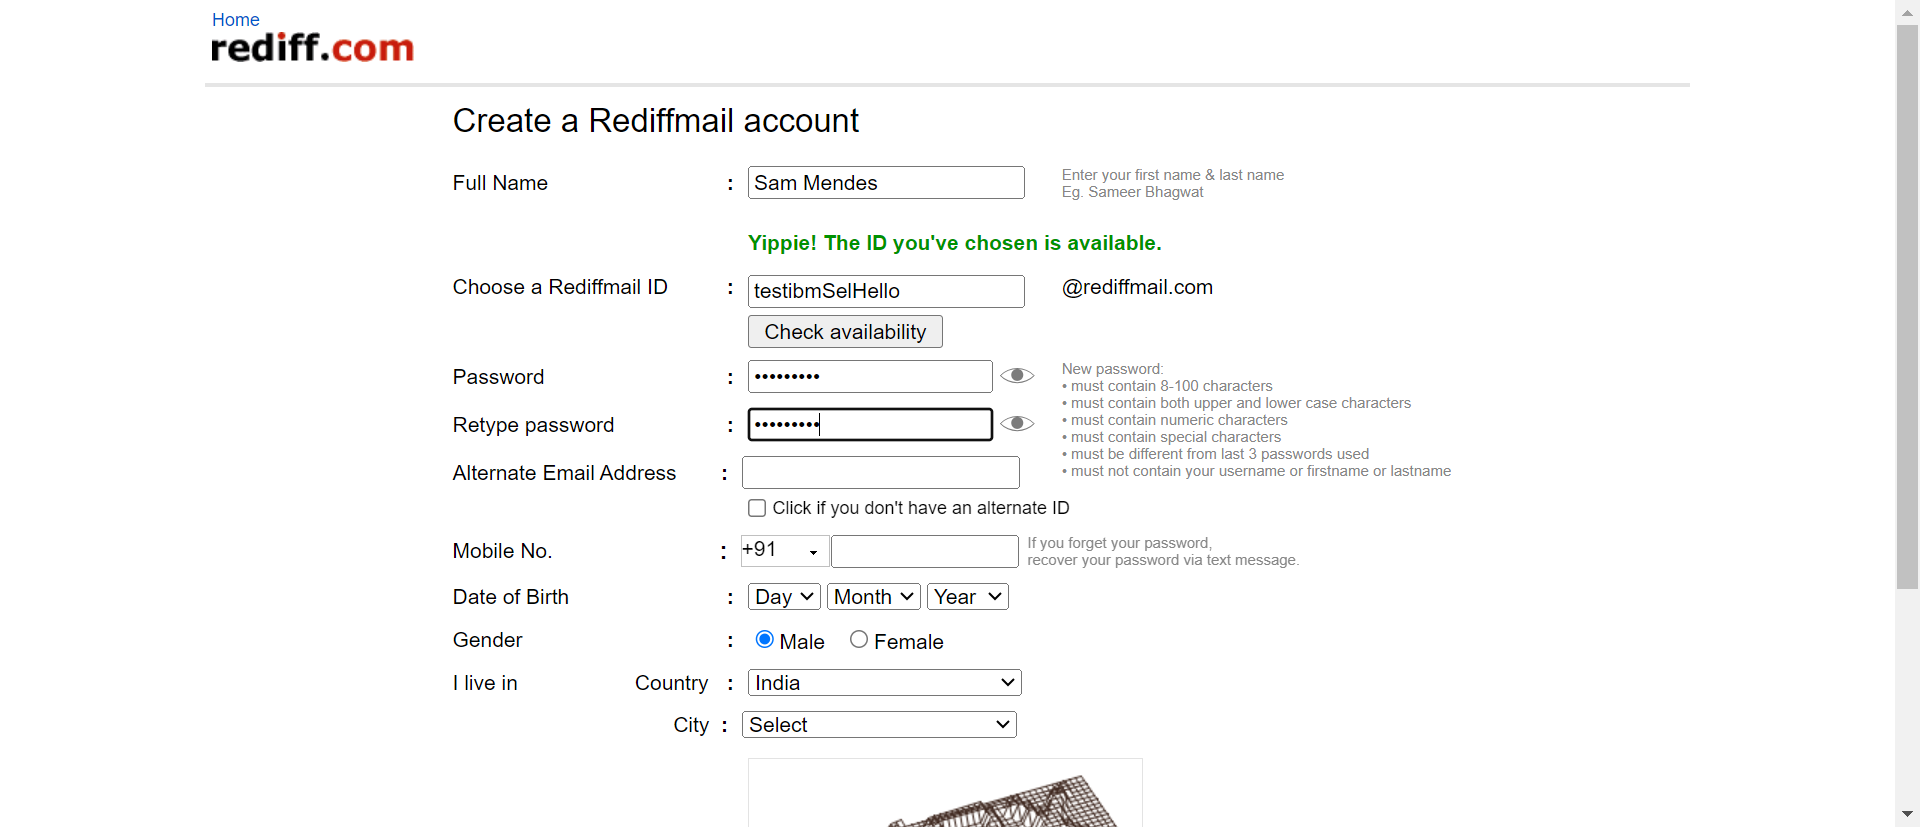 Home
rediff.com
Create a Rediffmail account
Full Name : Sam Mendes
Enter your first name & last name
Eg. Sameer Bhagwat
Yippie! The ID you've chosen is available.
Choose a Rediffmail ID : testibmSelHello @rediffmail.com
Check availability
Password : •••••••••
Retype password : •••••••••
New password:
• must contain 8-100 characters
• must contain both upper and lower case characters
• must contain numeric characters
• must contain special characters
• must be different from last 3 passwords used
• must not contain your username or firstname or lastname
Alternate Email Address :
Click if you don't have an alternate ID
Mobile No. : +91
If you forget your password,
recover your password via text message.
Date of Birth : Day Month Year
Gender : Male Female
I live in Country : India
City : Select